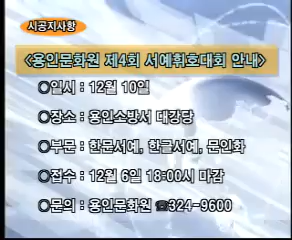 시공지사항
<용인문화원 제4회 서예휘호대회 안내>
○일시 : 12월 10일
○장소 : 용인소방서 대강당
○부문 : 한문서예, 한글서예, 문인화
○접수 : 12월 6일 18:00시 마감
○문의 : 용인문화원 ☎324-9600